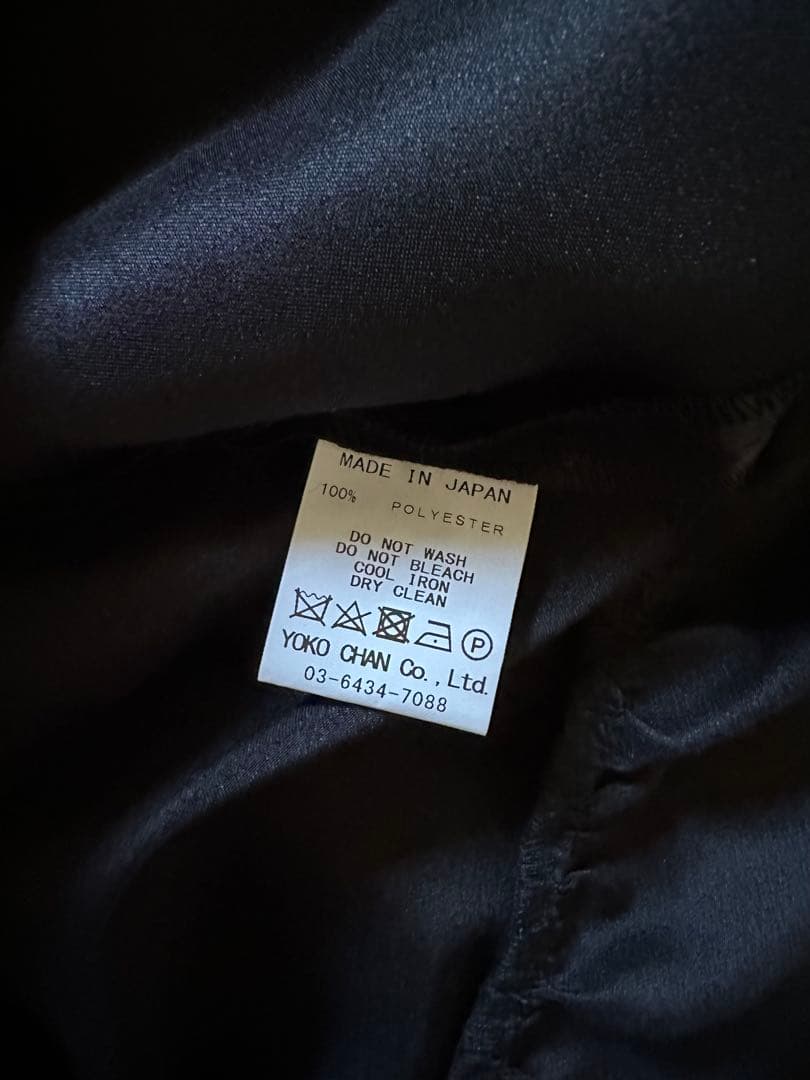 MADE IN JAPAN
100% POLYESTER
DO NOT WASH
DO NOT BLEACH
COOL IRON
DRY CLEAN
P
YOKO CHAN Co., Ltd.
03-6434-7088